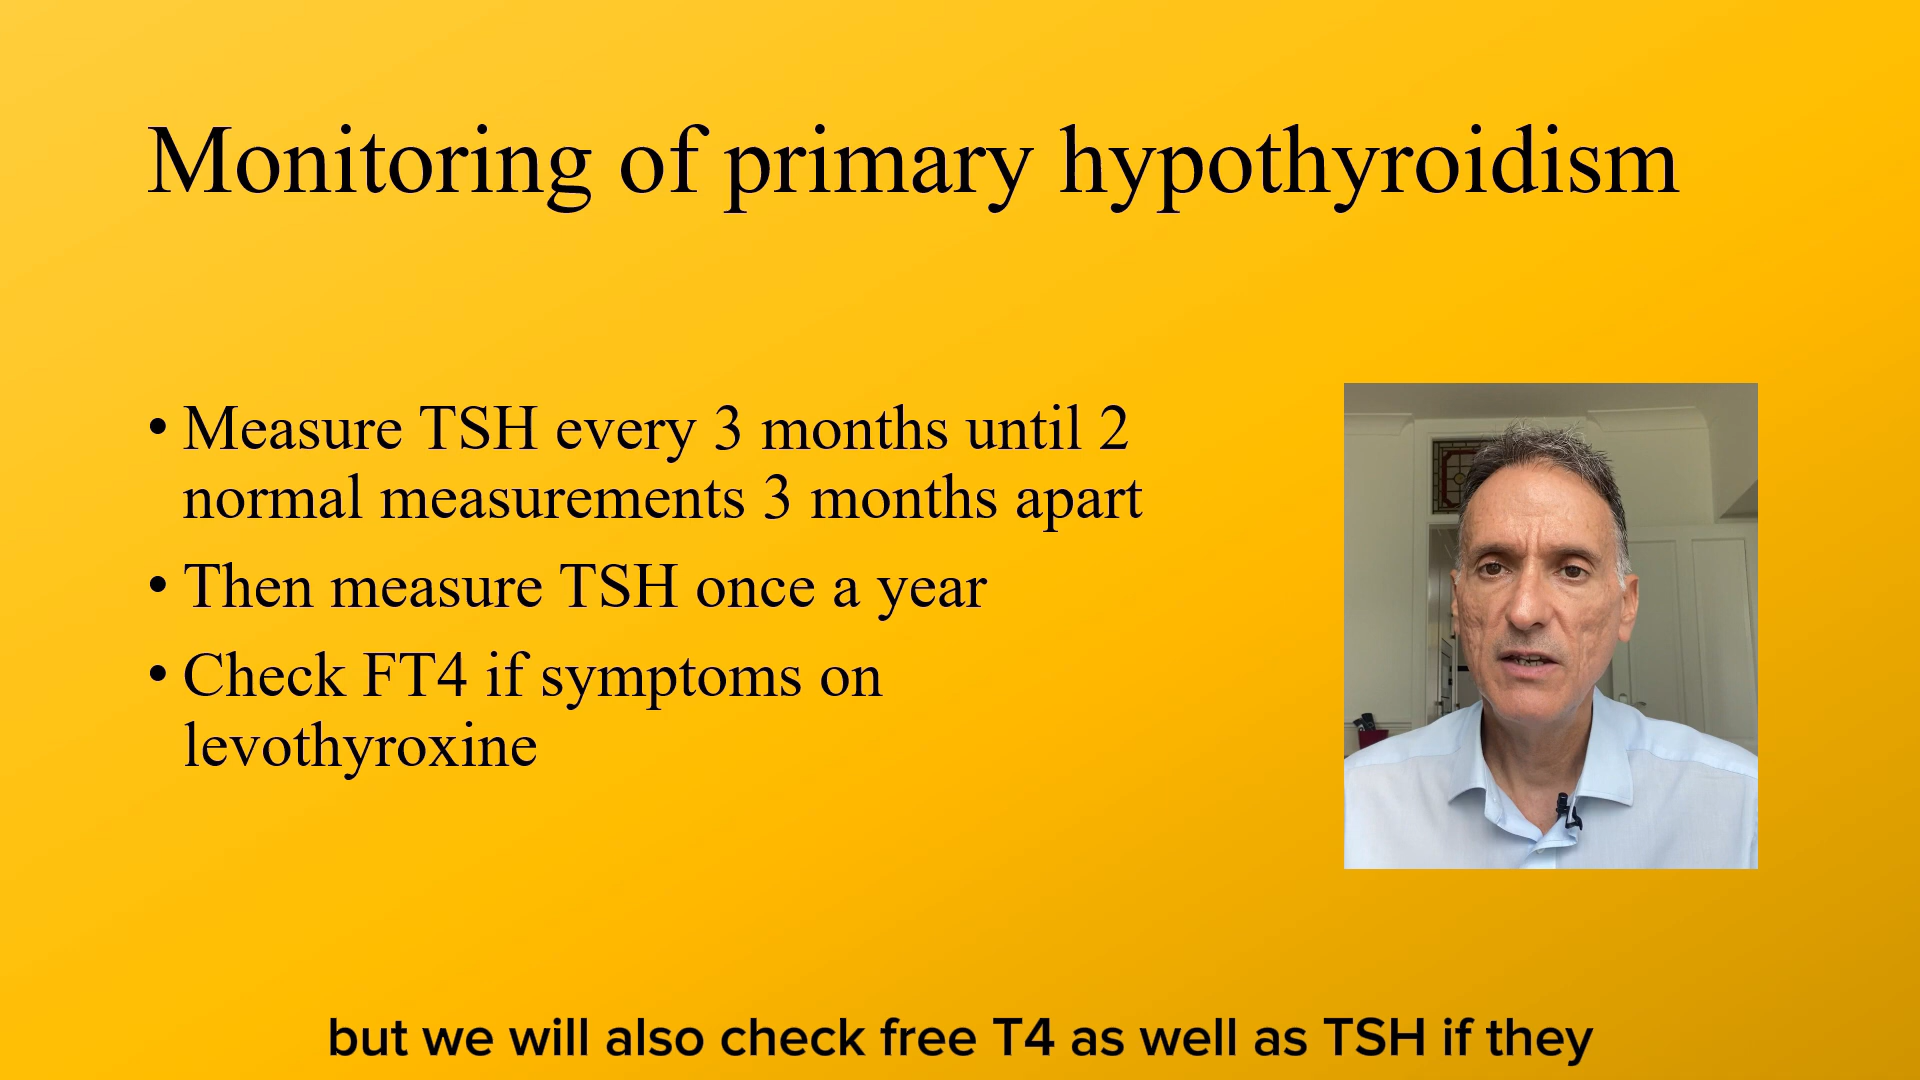 Monitoring of primary hypothyroidism
• Measure TSH every 3 months until 2
normal measurements 3 months apart
• Then measure TSH once a year
• Check FT4 if symptoms on
levothyroxine
but we will also check free T4 as well as TSH if they